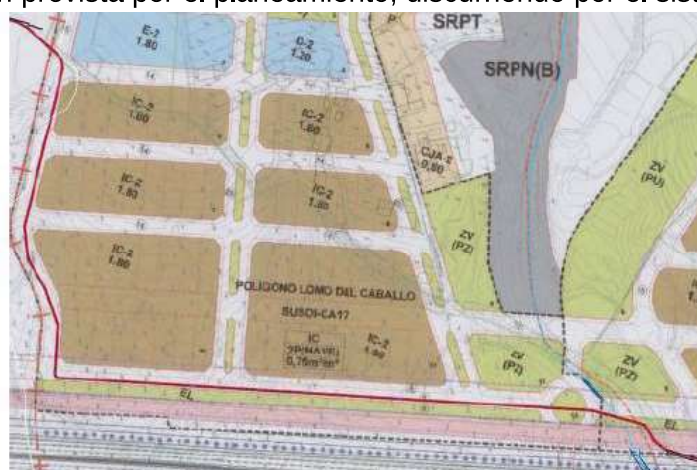 n prevista por el planeamiento, discurriendo por el sis
SRPT
P
E-2
1.80
O-2
1.20
SRPN(B)
IC-2
1.80
IC-2
1.80
CJA-2
0,80
ZV
(PU)
IC-2
1.80
IC-2
1.80
ZV
(PZ)
IC-2
1.80
POLIGONO LOMO DEL CABALLO
SUSOI-CA17
IC
IC-2
1.80
0,75m²/m²
ZV
(PZ)
ZV
(PZ)
EL
EL